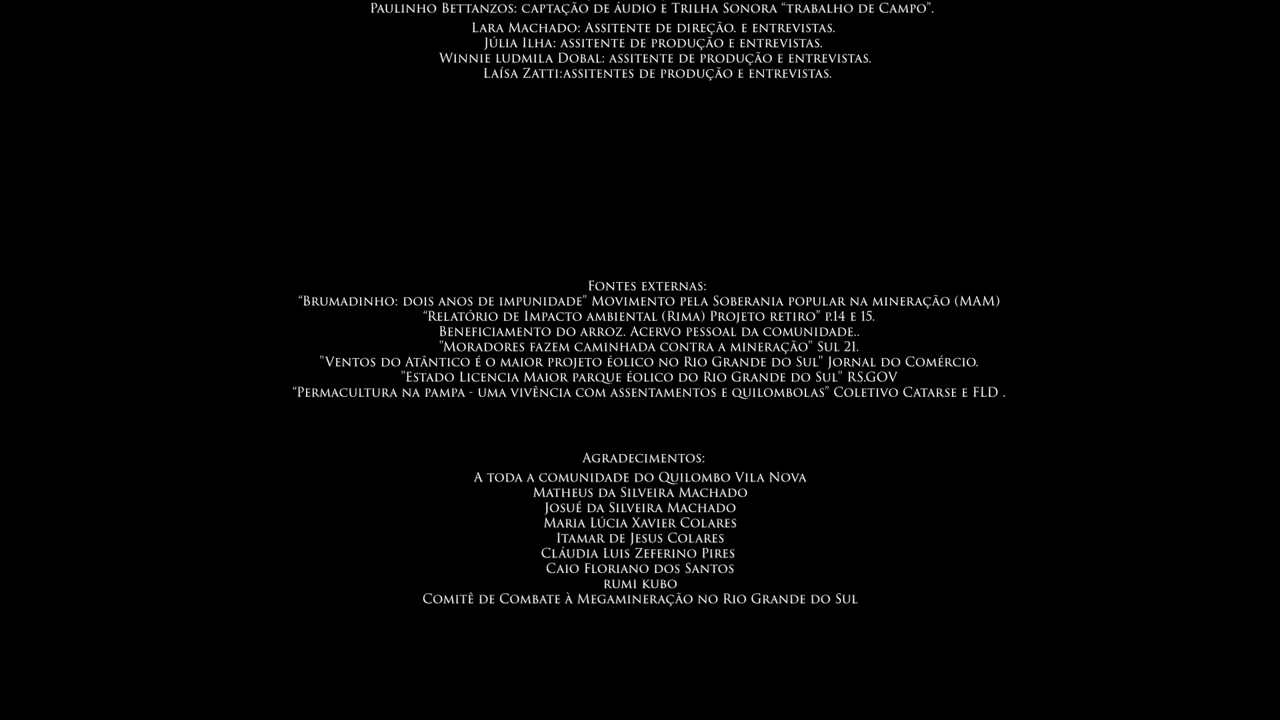 Paulinho Bettanzos: captação de áudio e Trilha Sonora “trabalho de Campo”.
Lara Machado: Assitente de direção. e entrevistas.
Júlia Ilha: assitente de produção e entrevistas.
Winnie ludmila Dobal: assitente de produção e entrevistas.
Laísa Zatti:assitentes de produção e entrevistas.
Fontes externas:
“Brumadinho: dois anos de impunidade” Movimento pela Soberania popular na mineração (MAM)
“Relatório de Impacto ambiental (Rima) Projeto retiro” p.14 e 15.
Beneficiamento do arroz. Acervo pessoal da comunidade..
"Moradores fazem caminhada contra a mineração" Sul 21.
"Ventos do Atântico é o maior projeto éolico no Rio Grande do Sul" Jornal do Comércio.
"Estado Licencia Maior parque éolico do Rio Grande do Sul" RS.GOV
“Permacultura na pampa - uma vivência com assentamentos e quilombolas” Coletivo Catarse e FLD .
Agradecimentos:
A toda a comunidade do Quilombo Vila Nova
Matheus da Silveira Machado
Josué da Silveira Machado
Maria Lúcia Xavier Colares
Itamar de Jesus Colares
Cláudia Luis Zeferino Pires
Caio Floriano dos Santos
rumi kubo
Comitê de Combate à Megamineração no Rio Grande do Sul